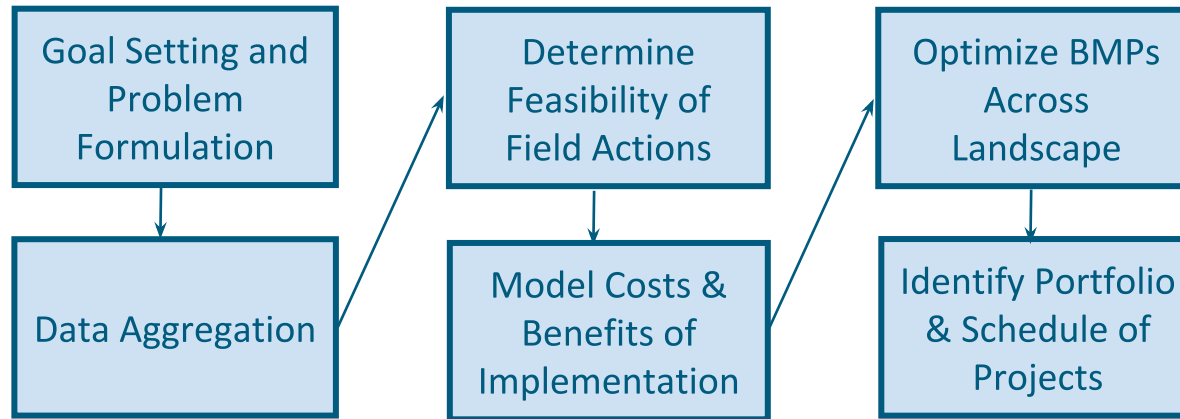 Goal Setting and
Problem
Formulation
Data Aggregation
Determine
Feasibility of
Field Actions
Model Costs &
Benefits of
Implementation
Optimize BMPs
Across
Landscape
Identify Portfolio
& Schedule of
Projects